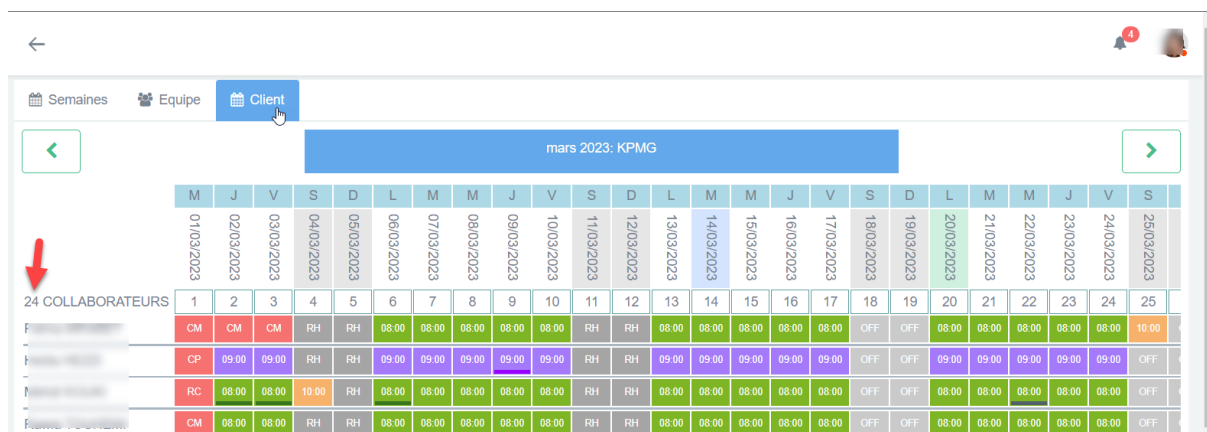 4
Semaines Equipe Client
mars 2023: KPMG
M J V S D L M M J V S D L M M J V S D L M M J V S
01/03/2023 02/03/2023 03/03/2023 04/03/2023 05/03/2023 06/03/2023 07/03/2023 08/03/2023 09/03/2023 10/03/2023 11/03/2023 12/03/2023 13/03/2023 14/03/2023 15/03/2023 16/03/2023 17/03/2023 18/03/2023 19/03/2023 20/03/2023 21/03/2023 22/03/2023 23/03/2023 24/03/2023 25/03/2023
24 COLLABORATEURS 1 2 3 4 5 6 7 8 9 10 11 12 13 14 15 16 17 18 19 20 21 22 23 24 25
CM CM CM RH RH 08:00 08:00 08:00 08:00 08:00 RH RH 08:00 08:00 08:00 08:00 08:00 OFF OFF 08:00 08:00 08:00 08:00 08:00 10:00
CP 09:00 09:00 RH RH 09:00 09:00 09:00 09:00 09:00 RH RH 09:00 09:00 09:00 09:00 09:00 OFF OFF 09:00 09:00 09:00 09:00 09:00 OFF
RC 08:00 08:00 10:00 RH 08:00 08:00 08:00 08:00 08:00 RH RH 08:00 08:00 08:00 08:00 08:00 OFF OFF 08:00 08:00 08:00 08:00 08:00 OFF
CM 08:00 08:00 RH RH 08:00 08:00 08:00 08:00 08:00 RH RH 08:00 08:00 08:00 08:00 08:00 OFF OFF 08:00 08:00 08:00 08:00 08:00 OFF